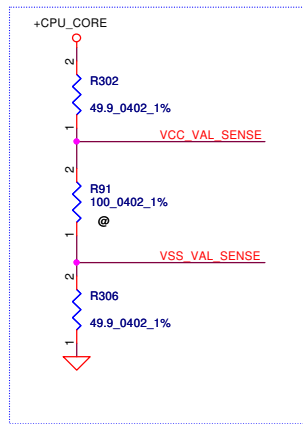 +CPU_CORE
2
R302
49.9_0402_1%
1
VCC_VAL_SENSE
2
R91
100_0402_1%
@
1
VSS_VAL_SENSE
2
R306
49.9_0402_1%
1